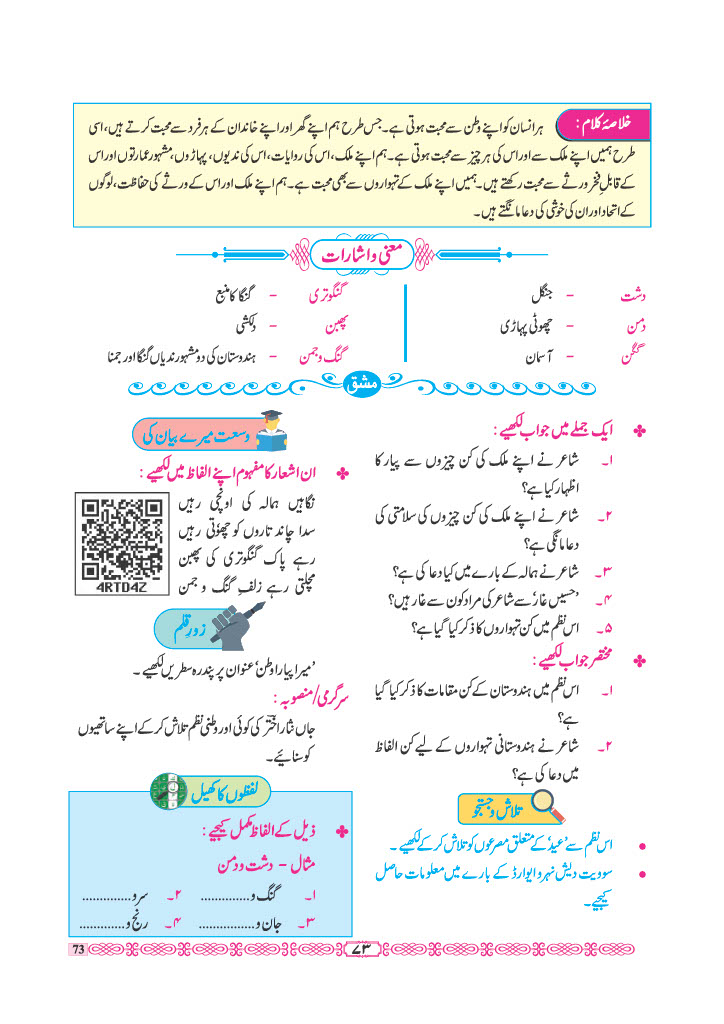 خلاصۂ کلام : ہر انسان کو اپنے وطن سے محبت ہوتی ہے۔ جس طرح ہم اپنے گھر اور اپنے خاندان کے ہر فرد سے محبت کرتے ہیں، اسی
طرح ہمیں اپنے ملک سے اور اس کی ہر چیز سے محبت ہوتی ہے۔ ہم اپنے ملک، اس کی روایات، اس کی ندیوں، پہاڑوں، مشہور عمارتوں اور اس
کے قابلِ فخر ورثے سے محبت رکھتے ہیں۔ ہمیں اپنے ملک کے تہواروں سے بھی محبت ہے۔ ہم اپنے ملک اور اس کے ورثے کی حفاظت، لوگوں
کے اتحاد اور ان کی خوشی کی دعا مانگتے ہیں۔
معنی و اشارات
دشت - جنگل
دمن - چھوٹی پہاڑی
گگن - آسمان
گنگوتری - گنگا کا منبع
پھبن - دلکشی
گنگ و جمن - ہندوستان کی دو مشہور ندیاں گنگا اور جمنا
مشق
ایک جملے میں جواب لکھیے :
۱۔ شاعر نے اپنے ملک کی کن چیزوں سے پیار کا
اظہار کیا ہے؟
۲۔ شاعر نے اپنے ملک کی کن چیزوں کی سلامتی کی
دعا مانگی ہے؟
۳۔ شاعر نے ہمالہ کے بارے میں کیا دعا کی ہے؟
۴۔ ’حسیں غار‘ سے شاعر کی مراد کون سے غار ہیں؟
۵۔ اس نظم میں کن تہواروں کا ذکر کیا گیا ہے؟
مختصر جواب لکھیے :
۱۔ اس نظم میں ہندوستان کے کن مقامات کا ذکر کیا گیا
ہے؟
۲۔ شاعر نے ہندوستانی تہواروں کے لیے کن الفاظ
میں دعا کی ہے؟
تلاش و جستجو
اس نظم سے ’عید‘ کے متعلق مصرعوں کو تلاش کر کے لکھیے۔
سوویت دیش نہرو ایوارڈ کے بارے میں معلومات حاصل
کیجیے۔
وسعت میرے بیان کی
ان اشعار کا مفہوم اپنے الفاظ میں لکھیے :
نگاہیں ہمالہ کی اونچی رہیں
سدا چاند تاروں کو چھوتی رہیں
رہے پاک گنگوتری کی پھبن
مچلتی رہے زلفِ گنگ و جمن
4RTD4Z
زورِ قلم
’میرا پیارا وطن‘ عنوان پر پندرہ سطریں لکھیے۔
سرگرمی/منصوبہ :
جاں نثار اخترؔ کی کوئی اور وطنی نظم تلاش کر کے اپنے ساتھیوں
کو سنائیے۔
لفظوں کا کھیل
ذیل کے الفاظ مکمل کیجیے :
مثال - دشت و دمن
۱۔ گنگ و.............. ۲۔ سر و..............
۳۔ جان و................ ۴۔ رنج و.............
۷۳
73